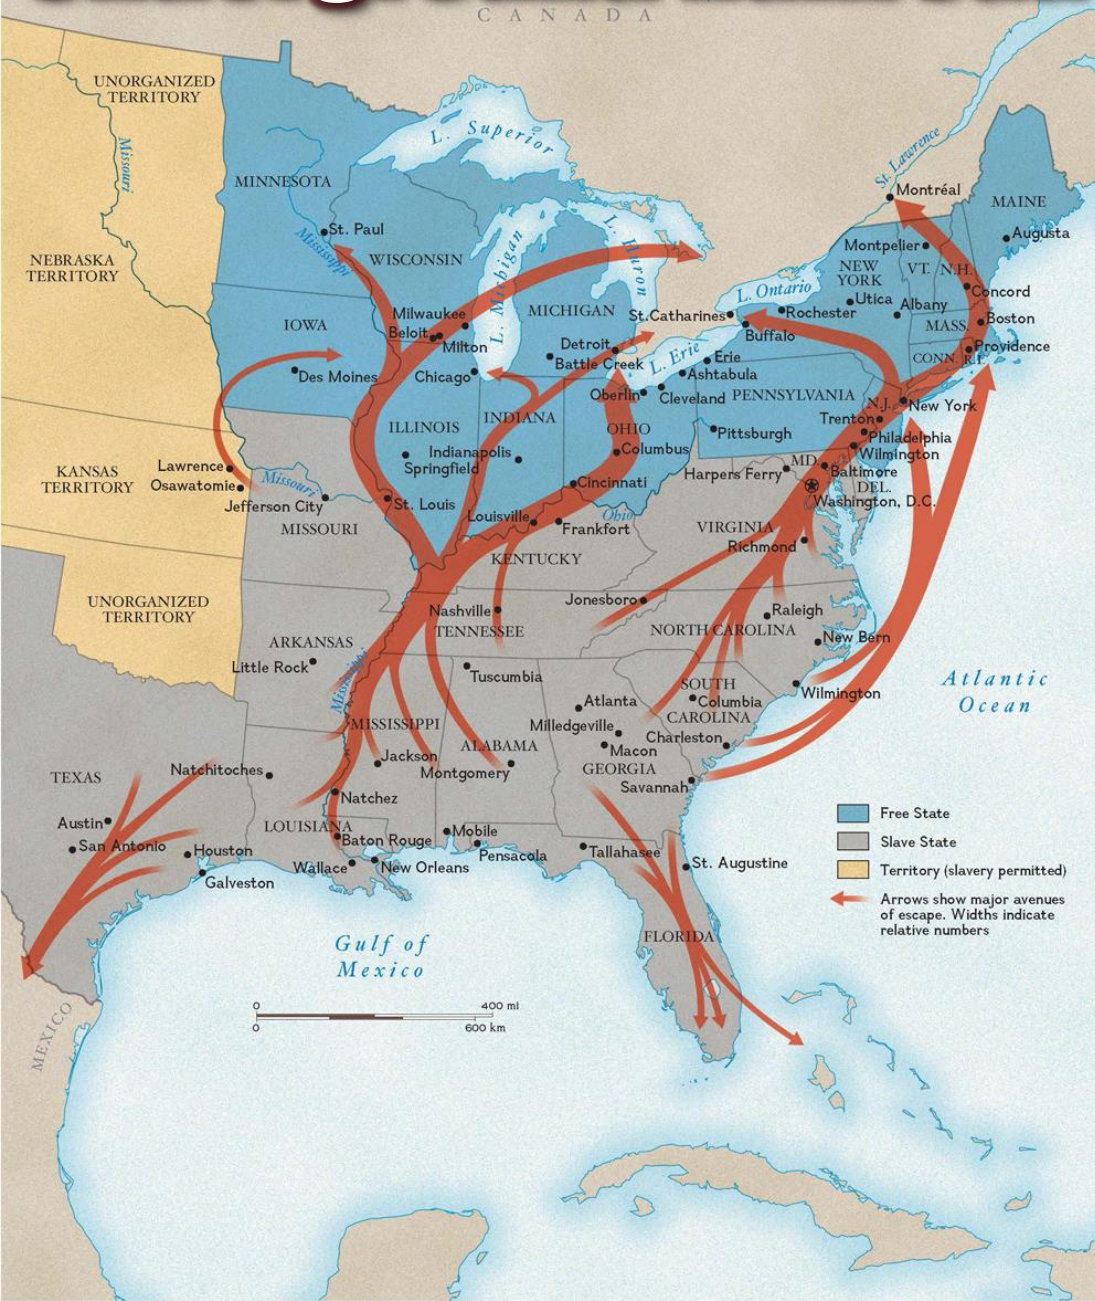 CANADA
UNORGANIZED
TERRITORY
Missouri
L. Superior
St. Lawrence
MINNESOTA
Montréal
MAINE
St. Paul
Mississippi
WISCONSIN
L. Michigan
L. Huron
Augusta
Montpelier
NEBRASKA
TERRITORY
NEW
YORK
VT.
N.H.
Concord
L. Ontario
Utica
Albany
IOWA
Milwaukee
Beloit
Milton
MICHIGAN
St. Catharines
Rochester
Buffalo
MASS.
Boston
Providence
CONN.
R.I.
Detroit
Battle Creek
L. Erie
Erie
Ashtabula
Des Moines
Chicago
Oberlin
Cleveland
PENNSYLVANIA
N.J.
New York
Trenton
INDIANA
ILLINOIS
OHIO
Pittsburgh
Philadelphia
Wilmington
Indianapolis
Springfield
Columbus
Harpers Ferry
MD.
Baltimore
DEL.
Washington, D.C.
Lawrence
Osawatomie
KANSAS
TERRITORY
Missouri
Jefferson City
St. Louis
Cincinnati
MISSOURI
Louisville
Ohio
Frankfort
VIRGINIA
Richmond
KENTUCKY
UNORGANIZED
TERRITORY
Nashville
TENNESSEE
Jonesboro
Raleigh
NORTH CAROLINA
New Bern
ARKANSAS
Little Rock
Mississippi
Tuscumbia
Wilmington
Atlantic
Ocean
SOUTH
CAROLINA
Columbia
Atlanta
Milledgeville
Macon
Charleston
MISSISSIPPI
ALABAMA
Jackson
Montgomery
GEORGIA
Savannah
TEXAS
Natchitoches
Natchez
Austin
San Antonio
Houston
Galveston
LOUISIANA
Baton Rouge
Wallace
New Orleans
Mobile
Pensacola
Tallahasee
St. Augustine
Free State
Slave State
Territory (slavery permitted)
Arrows show major avenues
of escape. Widths indicate
relative numbers
FLORIDA
Gulf of
Mexico
0 400 mi
0 600 km
MEXICO